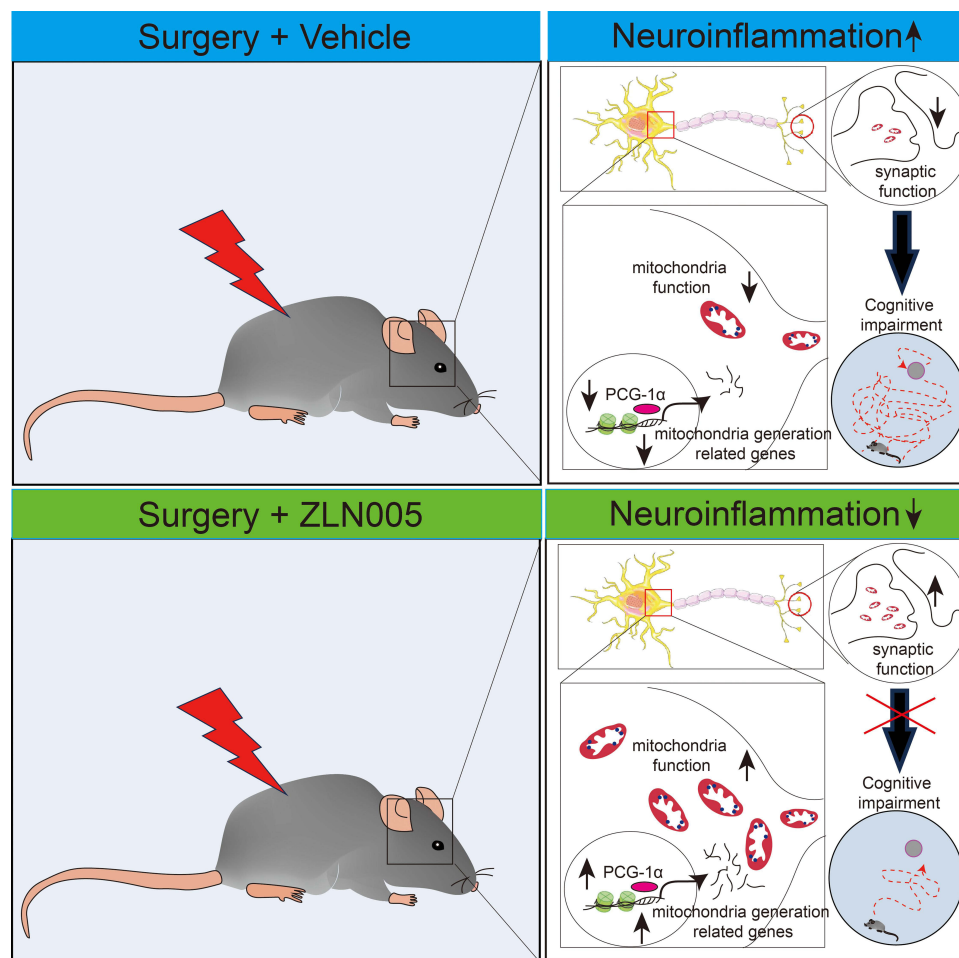 Surgery + Vehicle
Neuroinflammation↑
synaptic
function
mitochondria
function
Cognitive
impairment
PCG-1α
mitochondria generation
related genes
Surgery + ZLN005
Neuroinflammation↓
synaptic
function
mitochondria
function
Cognitive
impairment
PCG-1α
mitochondria generation
related genes